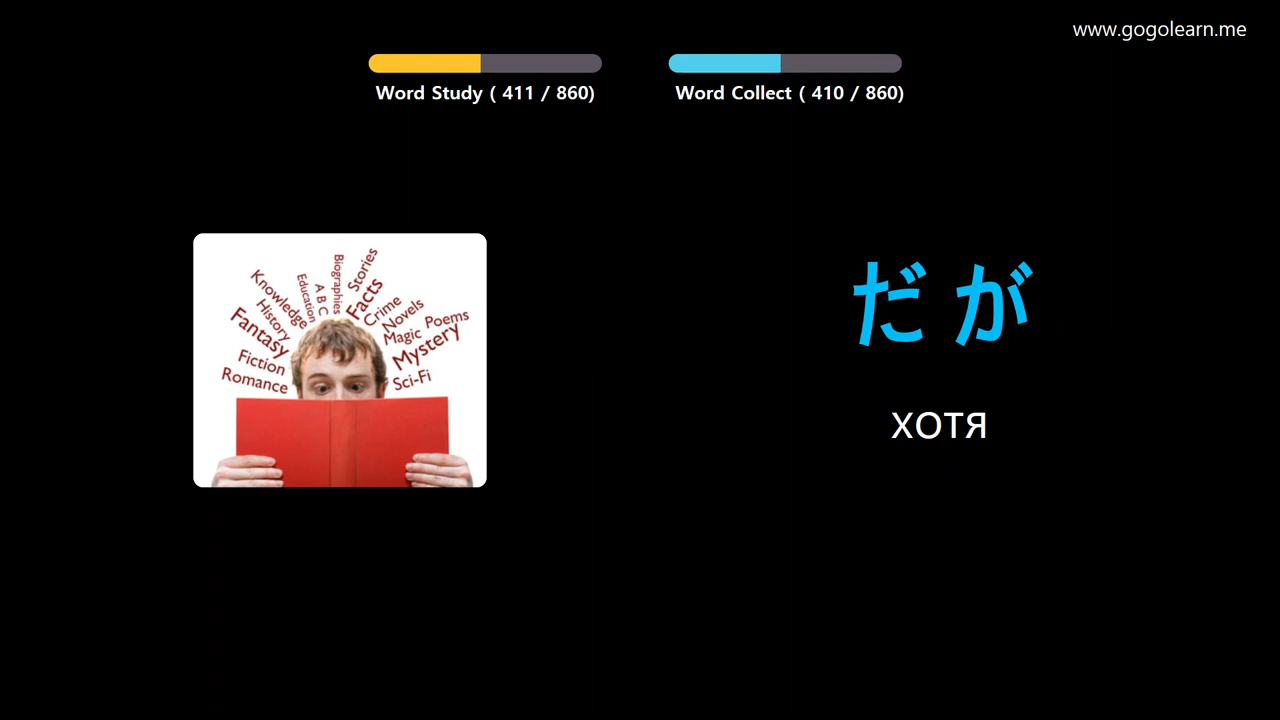 www.gogolearn.me
Word Study ( 411 / 860)
Word Collect ( 410 / 860)
Knowledge
History
Fantasy
Fiction
Romance
Education
A B C
Biographies
Stories
Facts
Crime
Novels
Magic
Poems
Mystery
Sci-Fi
だが
хотя